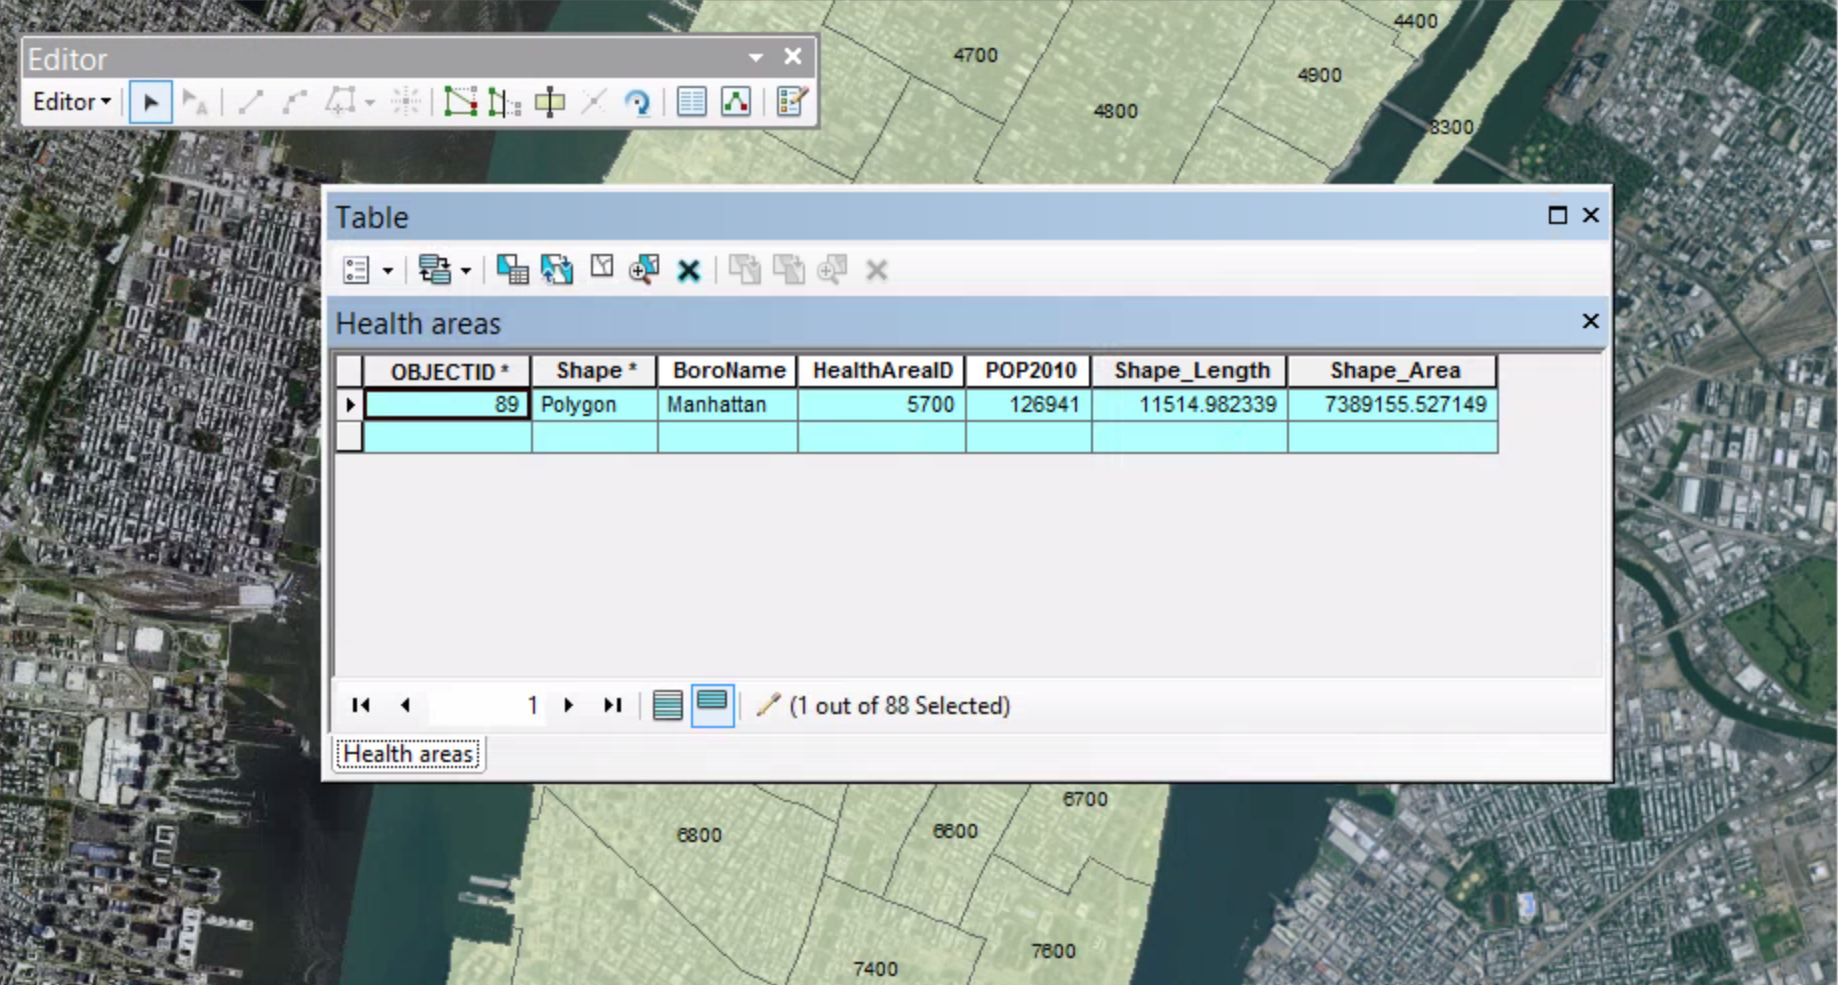 4400
Editor
4700
4900
Editor
4800
8300
Table
Health areas
OBJECTID * Shape * BoroName HealthAreaID POP2010 Shape_Length Shape_Area
89 Polygon Manhattan 5700 126941 11514.982339 7389155.527149
1 (1 out of 88 Selected)
Health areas
6700
6800 6600
7600
7400